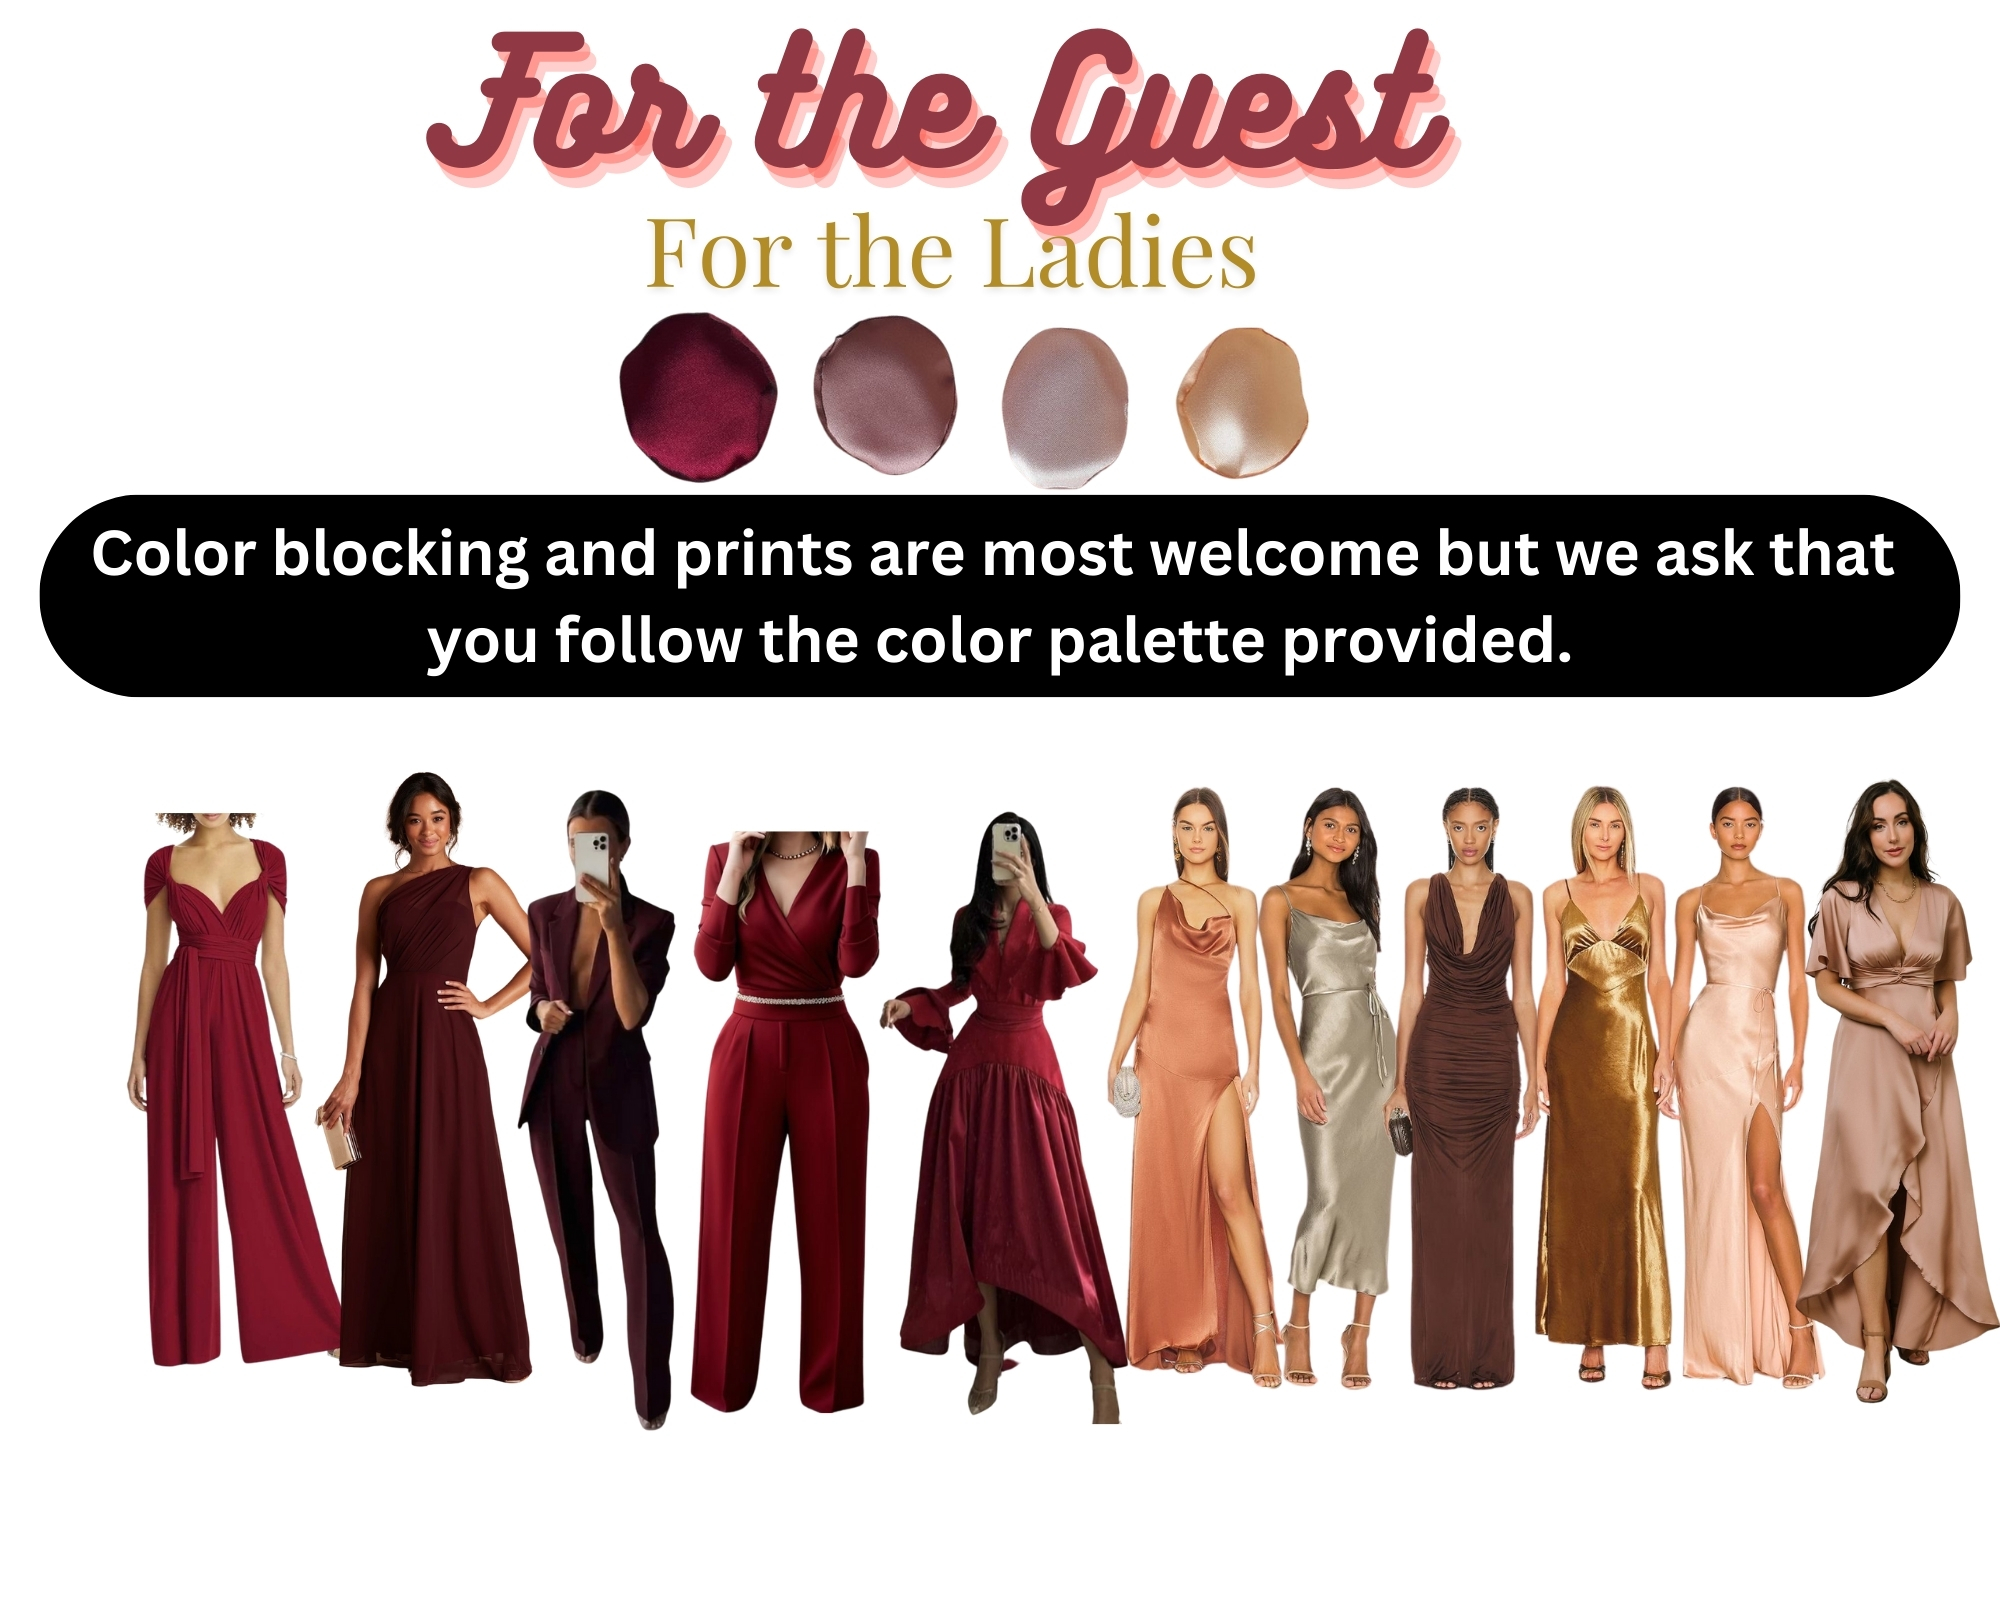 For the Guest
For the Ladies
Color blocking and prints are most welcome but we ask that
you follow the color palette provided.